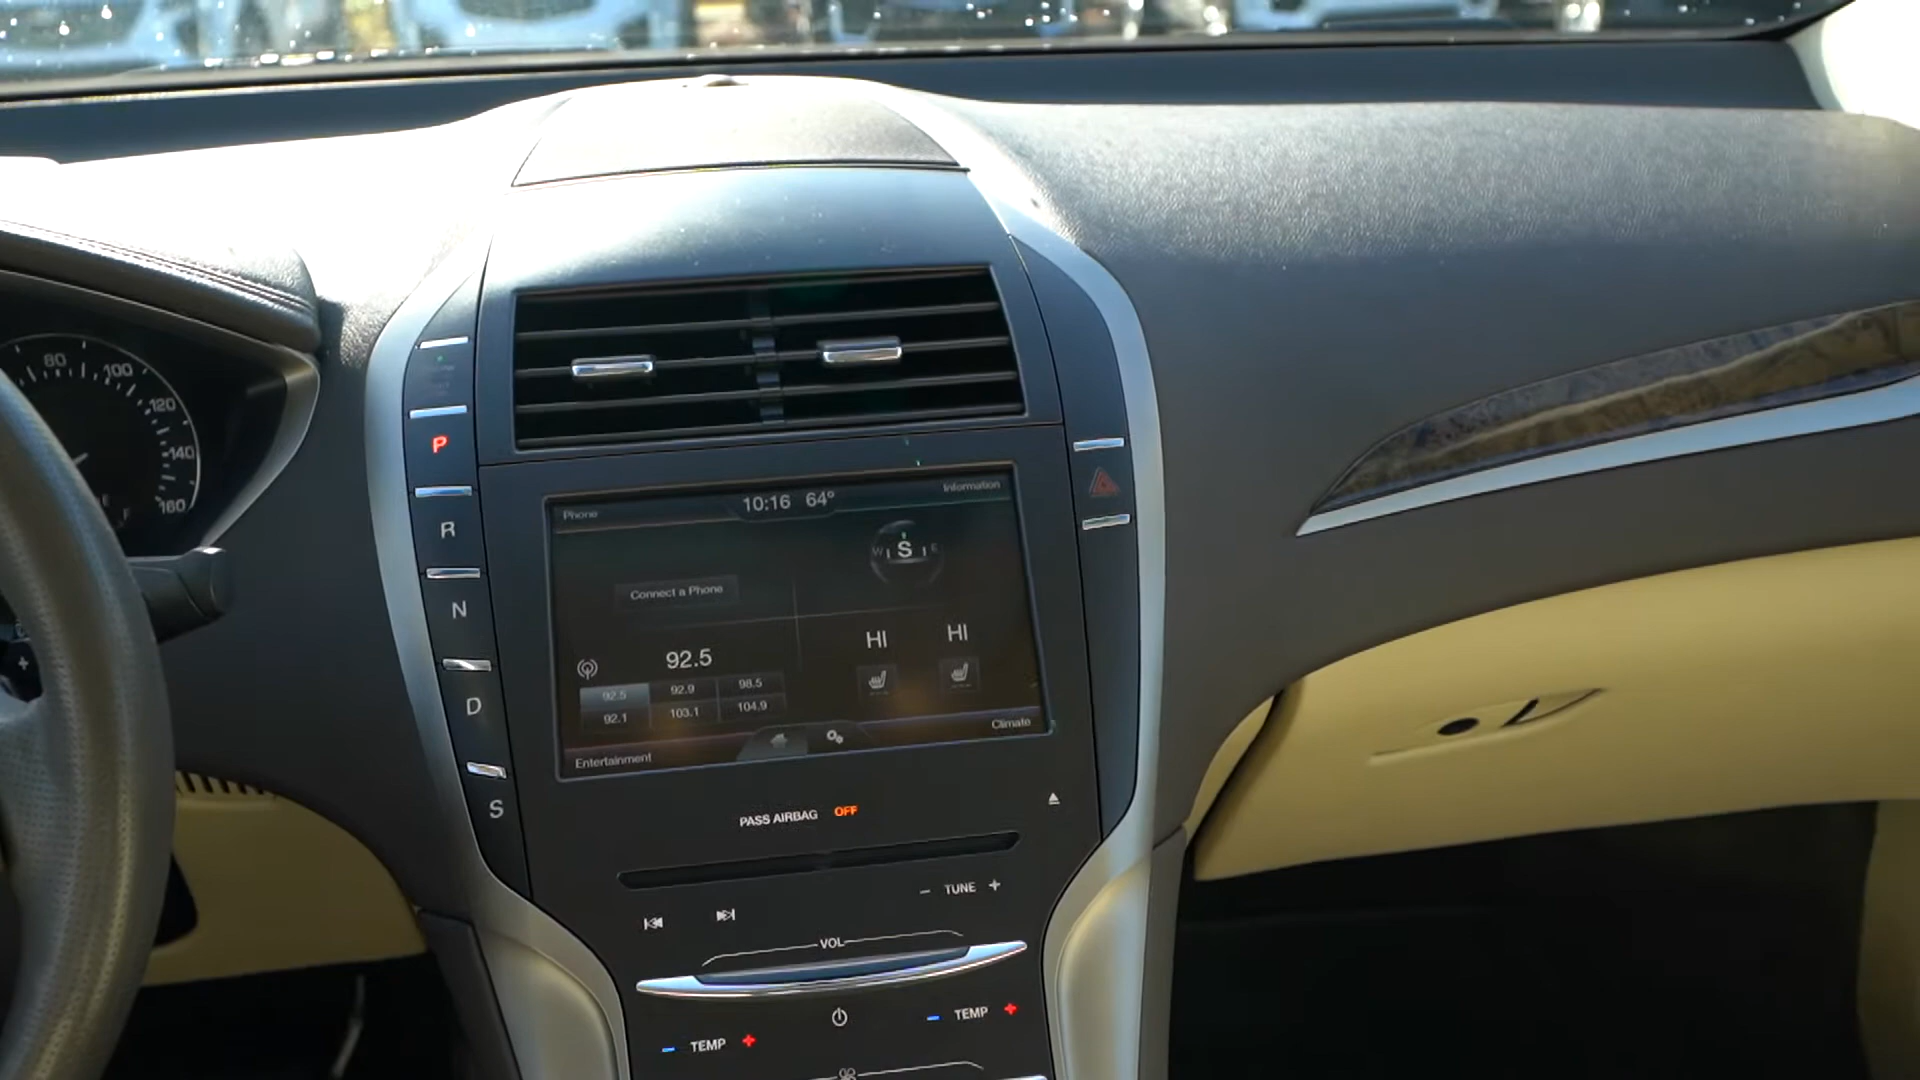 80
100
120
140
160
E
F
P
R
N
D
S
Phone
10:16 64°
Information
W S E
Connect a Phone
HI HI
92.5
92.5 92.9 98.5
92.1 103.1 104.9
Climate
Entertainment
PASS AIRBAG OFF
− TUNE +
VOL
− TEMP +
− TEMP +